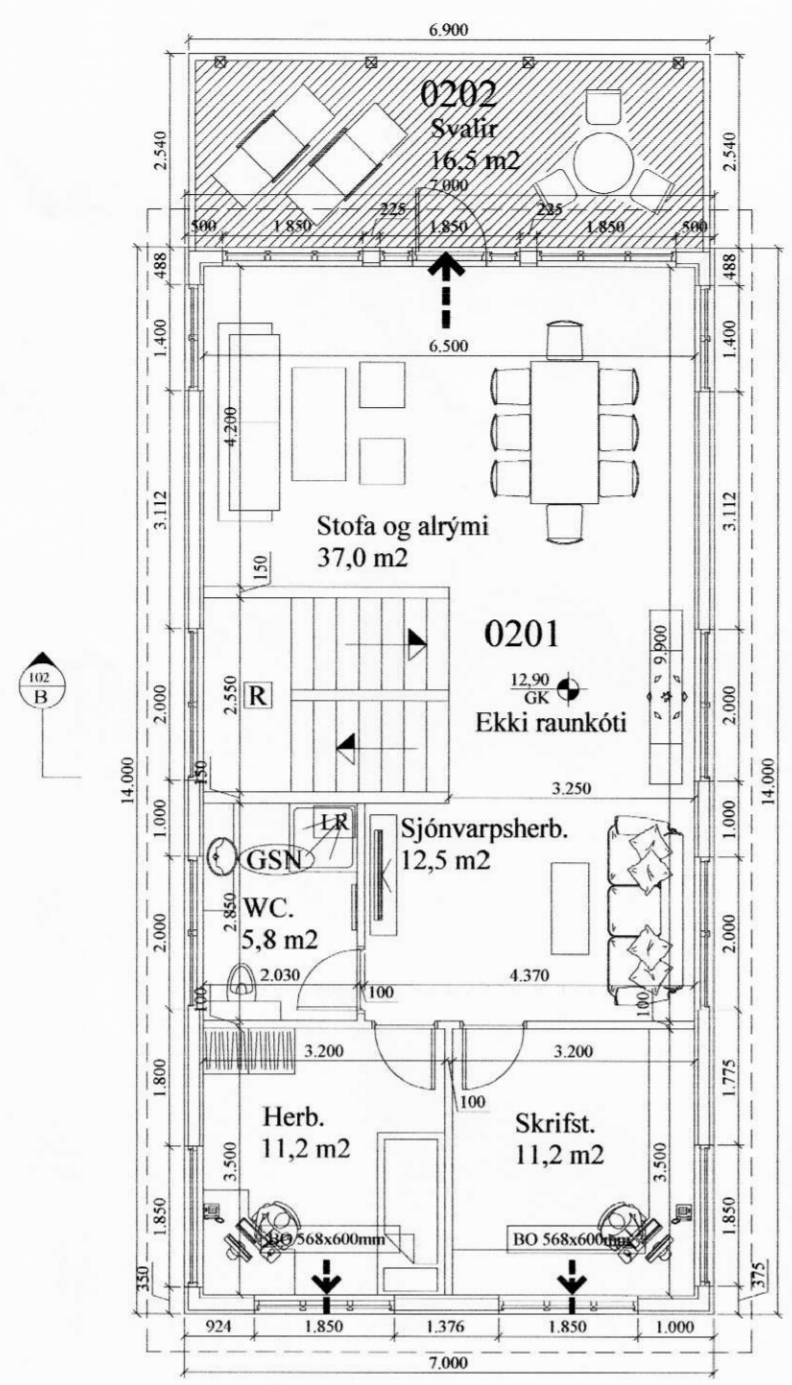 6.900
0202
Svalir
16,5 m2
7.000
2.540
2.540
225
225
500
1.850
1.850
1.850
500
488
488
1.400
6.500
1.400
4.200
3.112
3.112
Stofa og alrými
37,0 m2
150
0201
102
B
R
2.550
12,90
GK
9.900
Ekki raunkóti
2.000
2.000
14.000
14.000
150
3.250
1.000
1.000
LR
GSN
Sjónvarpsherb.
12,5 m2
WC.
5,8 m2
2.850
2.000
2.000
2.030
4.370
100
100
100
3.200
3.200
100
1.800
1.775
Herb.
11,2 m2
Skrifst.
11,2 m2
3.500
3.500
1.850
1.850
BO 568x600mm
BO 568x600mm
350
375
924
1.850
1.376
1.850
1.000
7.000